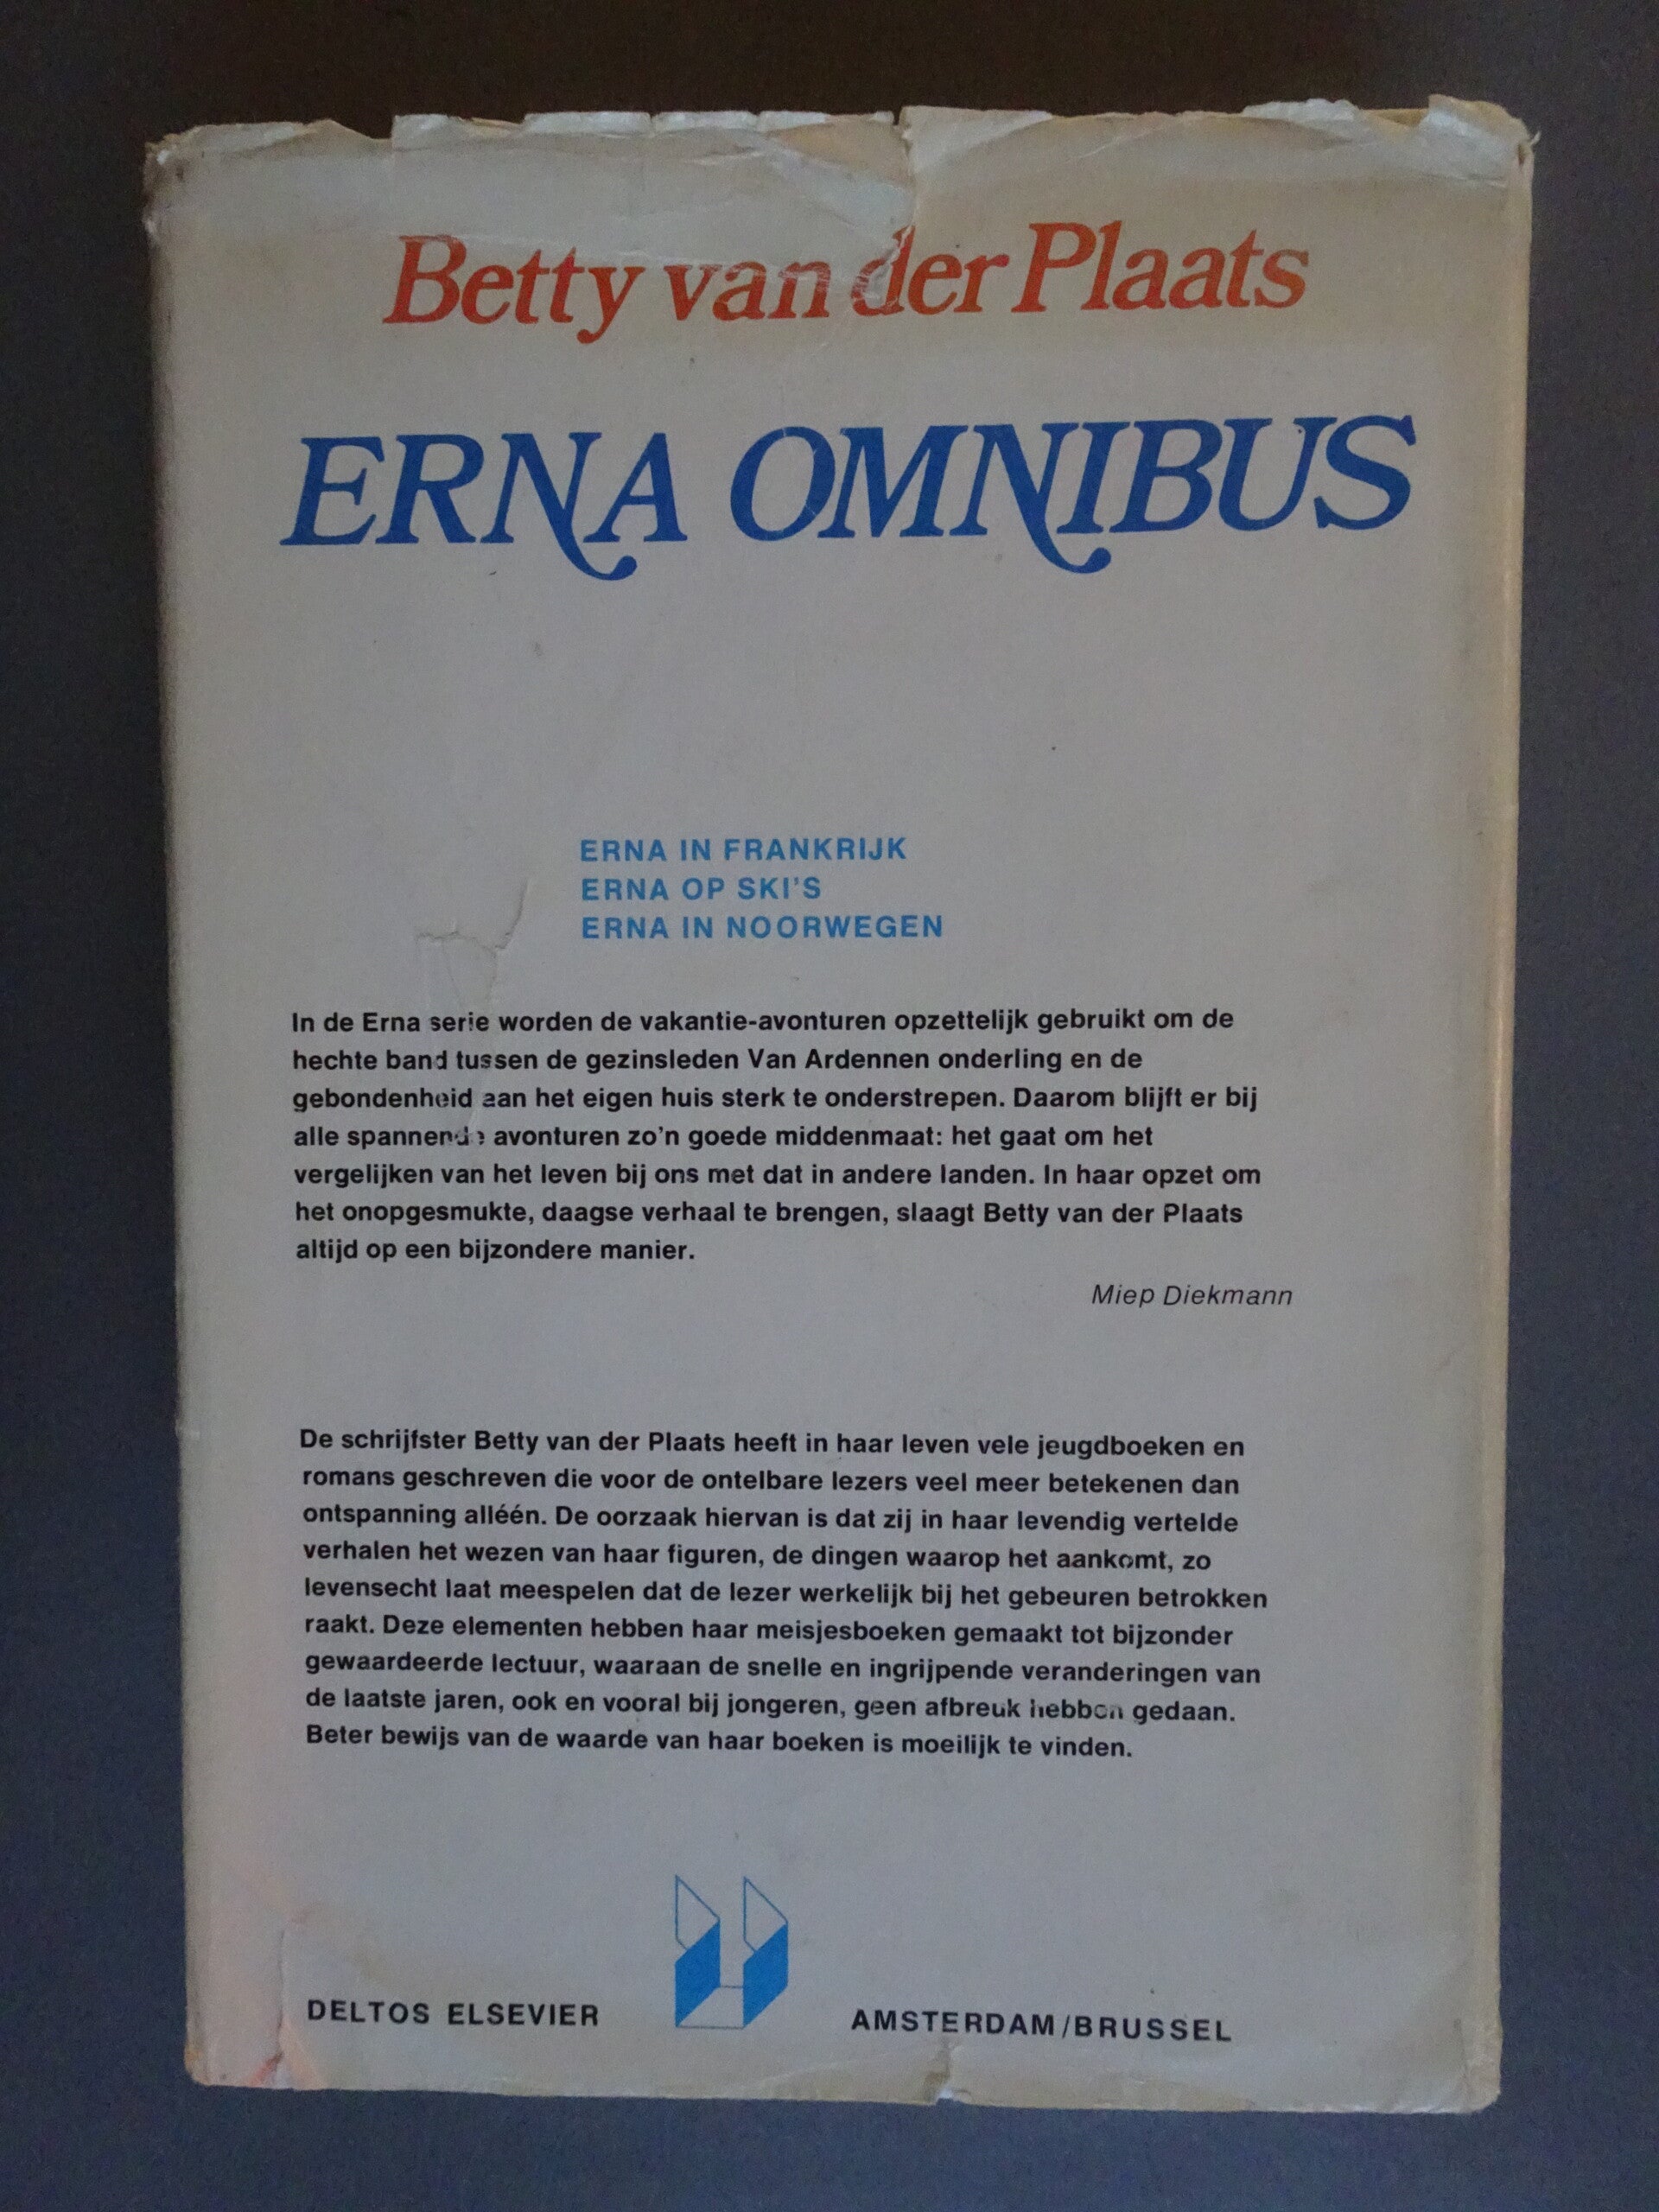 Betty van der Plaats
ERNA OMNIBUS
ERNA IN FRANKRIJK
ERNA OP SKI'S
ERNA IN NOORWEGEN
In de Erna serie worden de vakantie-avonturen opzettelijk gebruikt om de
hechte band tussen de gezinsleden Van Ardennen onderling en de
gebondenheid aan het eigen huis sterk te onderstrepen. Daarom blijft er bij
alle spannende avonturen zo'n goede middenmaat: het gaat om het
vergelijken van het leven bij ons met dat in andere landen. In haar opzet om
het onopgesmukte, daagse verhaal te brengen, slaagt Betty van der Plaats
altijd op een bijzondere manier.
Miep Diekmann
De schrijfster Betty van der Plaats heeft in haar leven vele jeugdboeken en
romans geschreven die voor de ontelbare lezers veel meer betekenen dan
ontspanning alléén. De oorzaak hiervan is dat zij in haar levendig vertelde
verhalen het wezen van haar figuren, de dingen waarop het aankomt, zo
levensecht laat meespelen dat de lezer werkelijk bij het gebeuren betrokken
raakt. Deze elementen hebben haar meisjesboeken gemaakt tot bijzonder
gewaardeerde lectuur, waaraan de snelle en ingrijpende veranderingen van
de laatste jaren, ook en vooral bij jongeren, geen afbreuk hebben gedaan.
Beter bewijs van de waarde van haar boeken is moeilijk te vinden.
DELTOS ELSEVIER AMSTERDAM/BRUSSEL